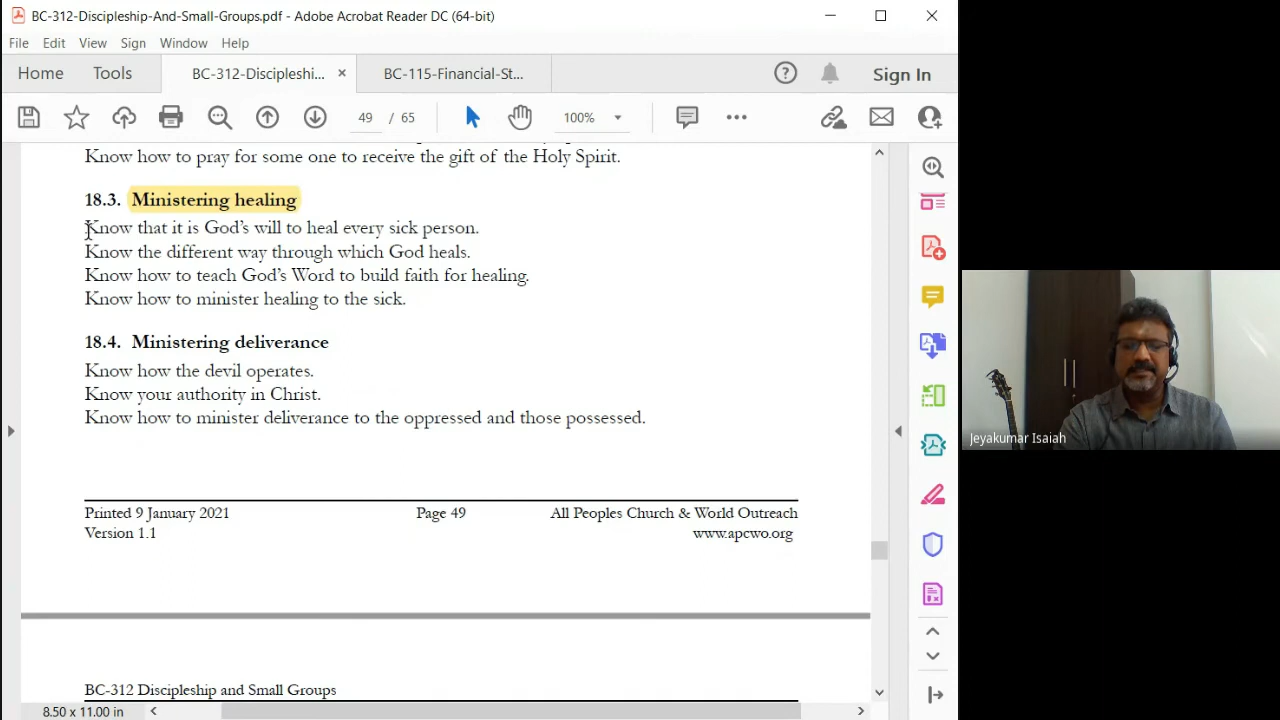 BC-312-Discipleship-And-Small-Groups.pdf - Adobe Acrobat Reader DC (64-bit)
File Edit View Sign Window Help
Home Tools BC-312-Discipleshi... × BC-115-Financial-St... Sign In
49 / 65 100%
Know how to pray for some one to receive the gift of the Holy Spirit.
18.3. Ministering healing
Know that it is God's will to heal every sick person.
Know the different way through which God heals.
Know how to teach God's Word to build faith for healing.
Know how to minister healing to the sick.
18.4. Ministering deliverance
Know how the devil operates.
Know your authority in Christ.
Know how to minister deliverance to the oppressed and those possessed.
Printed 9 January 2021 Page 49 All Peoples Church & World Outreach
Version 1.1 www.apcwo.org
BC-312 Discipleship and Small Groups
8.50 x 11.00 in
Jeyakumar Isaiah